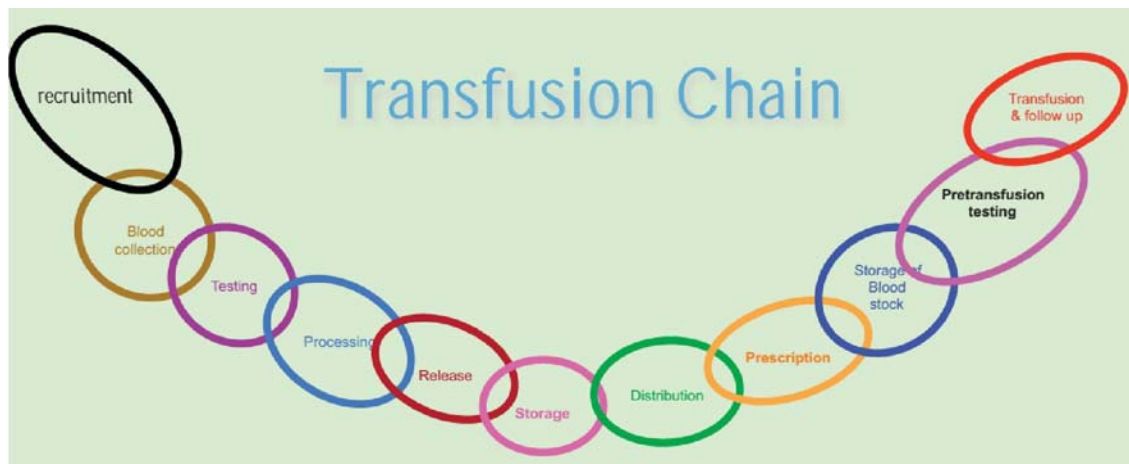 Transfusion Chain
recruitment
Blood
collection
Testing
Processing
Release
Storage
Distribution
Prescription
Storage of
Blood
stock
Pretransfusion
testing
Transfusion
& follow up